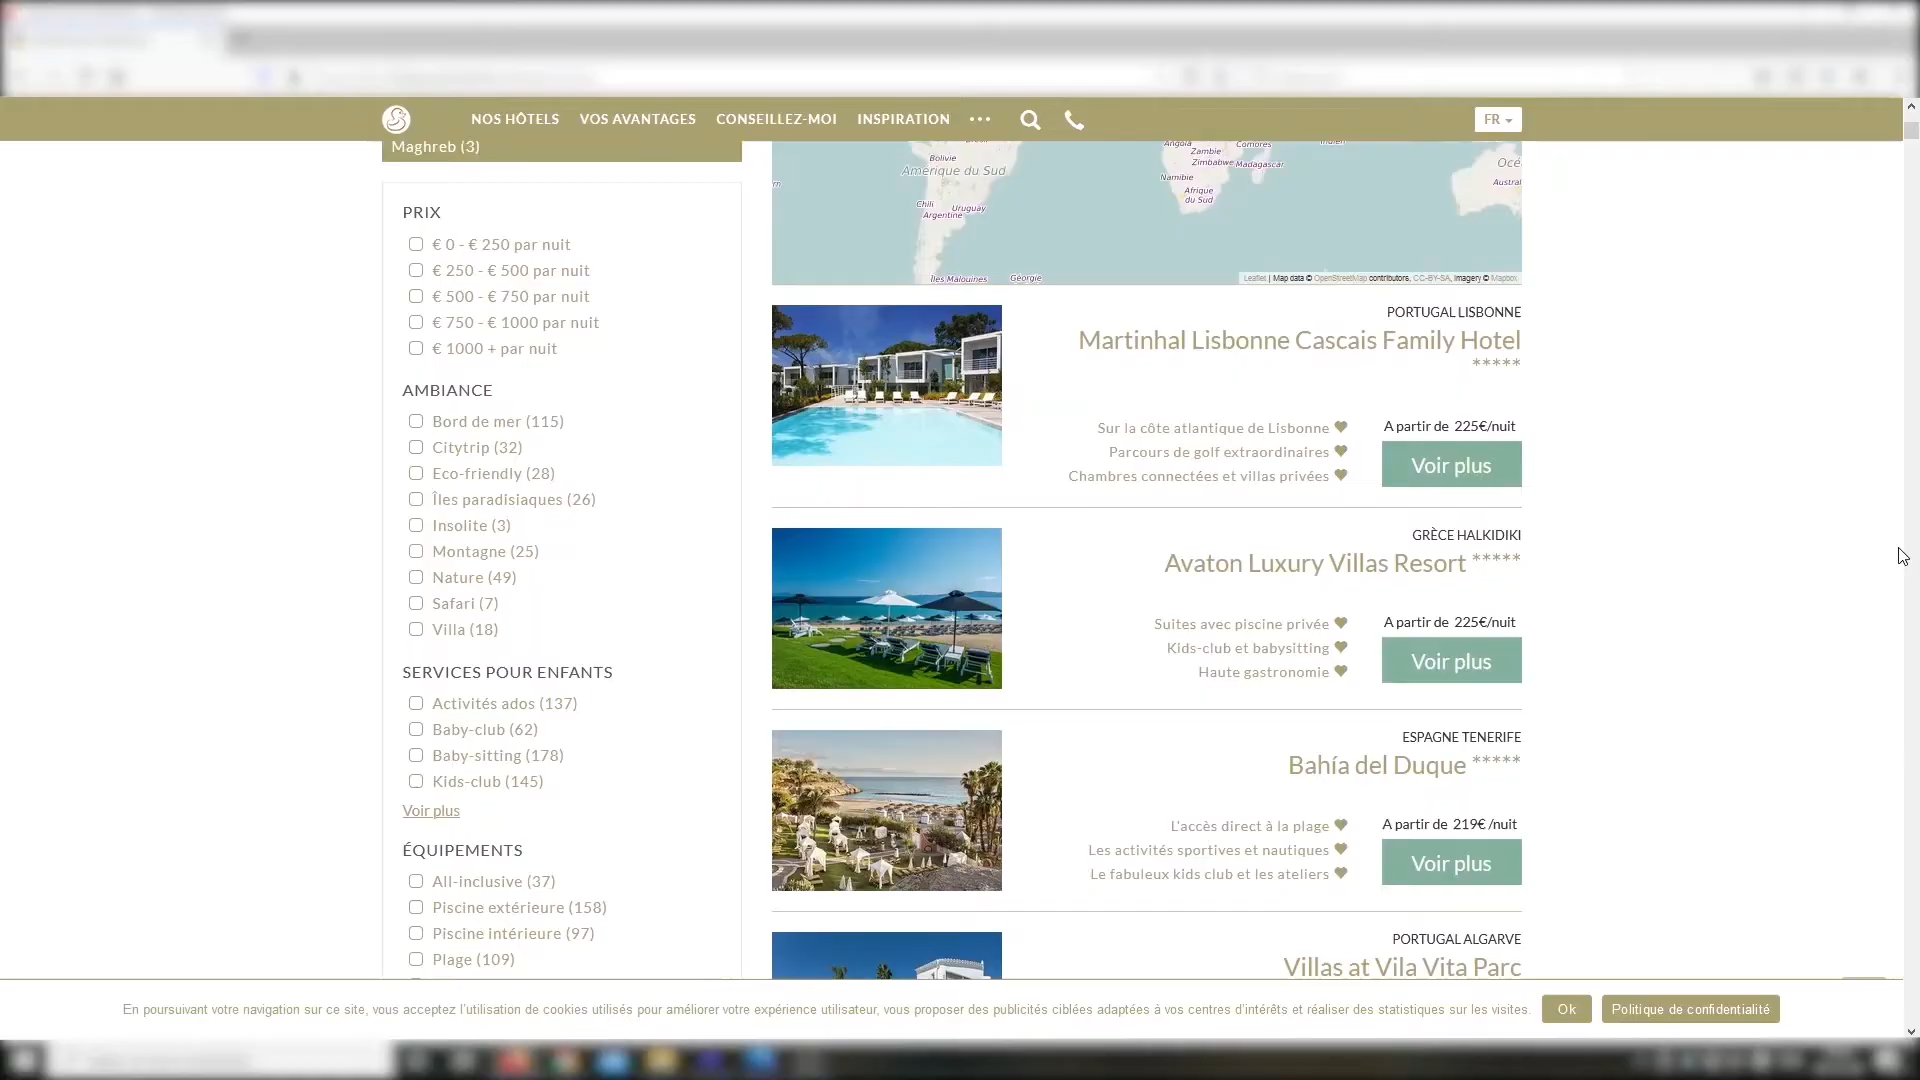 NOS HÔTELS
VOS AVANTAGES
CONSEILLEZ-MOI
INSPIRATION
FR
Maghreb (3)
PRIX
€ 0 - € 250 par nuit
€ 250 - € 500 par nuit
€ 500 - € 750 par nuit
€ 750 - € 1000 par nuit
€ 1000 + par nuit
AMBIANCE
Bord de mer (115)
Citytrip (32)
Eco-friendly (28)
Îles paradisiaques (26)
Insolite (3)
Montagne (25)
Nature (49)
Safari (7)
Villa (18)
SERVICES POUR ENFANTS
Activités ados (137)
Baby-club (62)
Baby-sitting (178)
Kids-club (145)
Voir plus
ÉQUIPEMENTS
All-inclusive (37)
Piscine extérieure (158)
Piscine intérieure (97)
Plage (109)
Bolivie
Amérique du Sud
Chili
Uruguay
Argentine
Îles Malouines
Géorgie
Angola
Comores
Zambie
Zimbabwe
Madagascar
Namibie
Afrique
du Sud
Océ
Austral
Leaflet | Map data © OpenStreetMap contributors, CC-BY-SA, Imagery © Mapbox
PORTUGAL LISBONNE
Martinhal Lisbonne Cascais Family Hotel
*****
Sur la côte atlantique de Lisbonne
Parcours de golf extraordinaires
Chambres connectées et villas privées
A partir de 225€/nuit
Voir plus
GRÈCE HALKIDIKI
Avaton Luxury Villas Resort *****
Suites avec piscine privée
Kids-club et babysitting
Haute gastronomie
A partir de 225€/nuit
Voir plus
ESPAGNE TENERIFE
Bahía del Duque *****
L'accès direct à la plage
Les activités sportives et nautiques
Le fabuleux kids club et les ateliers
A partir de 219€ /nuit
Voir plus
PORTUGAL ALGARVE
Villas at Vila Vita Parc
En poursuivant votre navigation sur ce site, vous acceptez l'utilisation de cookies utilisés pour améliorer votre expérience utilisateur, vous proposer des publicités ciblées adaptées à vos centres d'intérêts et réaliser des statistiques sur les visites.
Ok
Politique de confidentialité